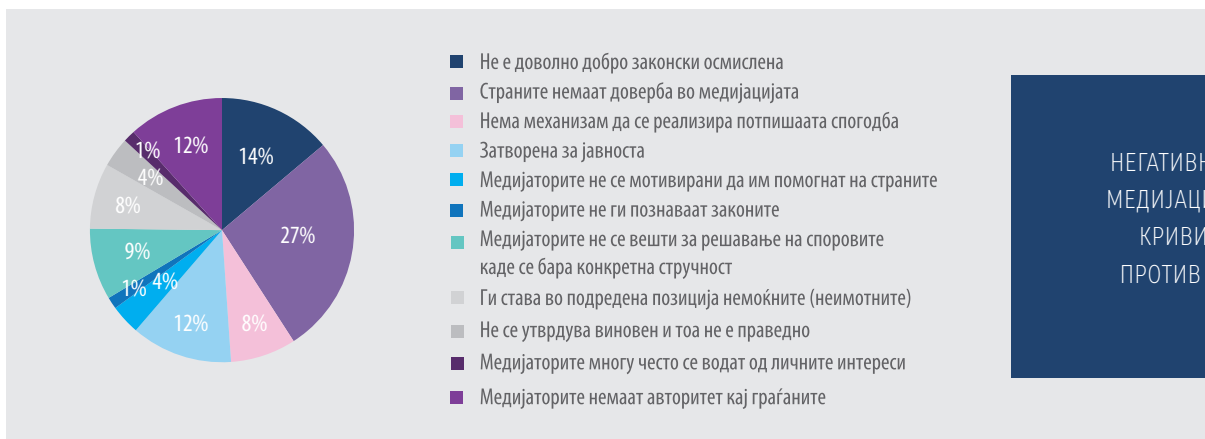 14%
27%
8%
12%
4%
1%
9%
8%
4%
1%
12%
Не е доволно добро законски осмислена
Страните немаат доверба во медијацијата
Нема механизам да се реализира потпишаата спогодба
Затворена за јавноста
Медијаторите не се мотивирани да им помогнат на страните
Медијаторите не ги познаваат законите
Медијаторите не се вешти за решавање на споровите
каде се бара конкретна стручност
Ги става во подредена позиција немоќните (неимотните)
Не се утврдува виновен и тоа не е праведно
Медијаторите многу често се водат од личните интереси
Медијаторите немаат авторитет кај граѓаните
ПРОТИВ